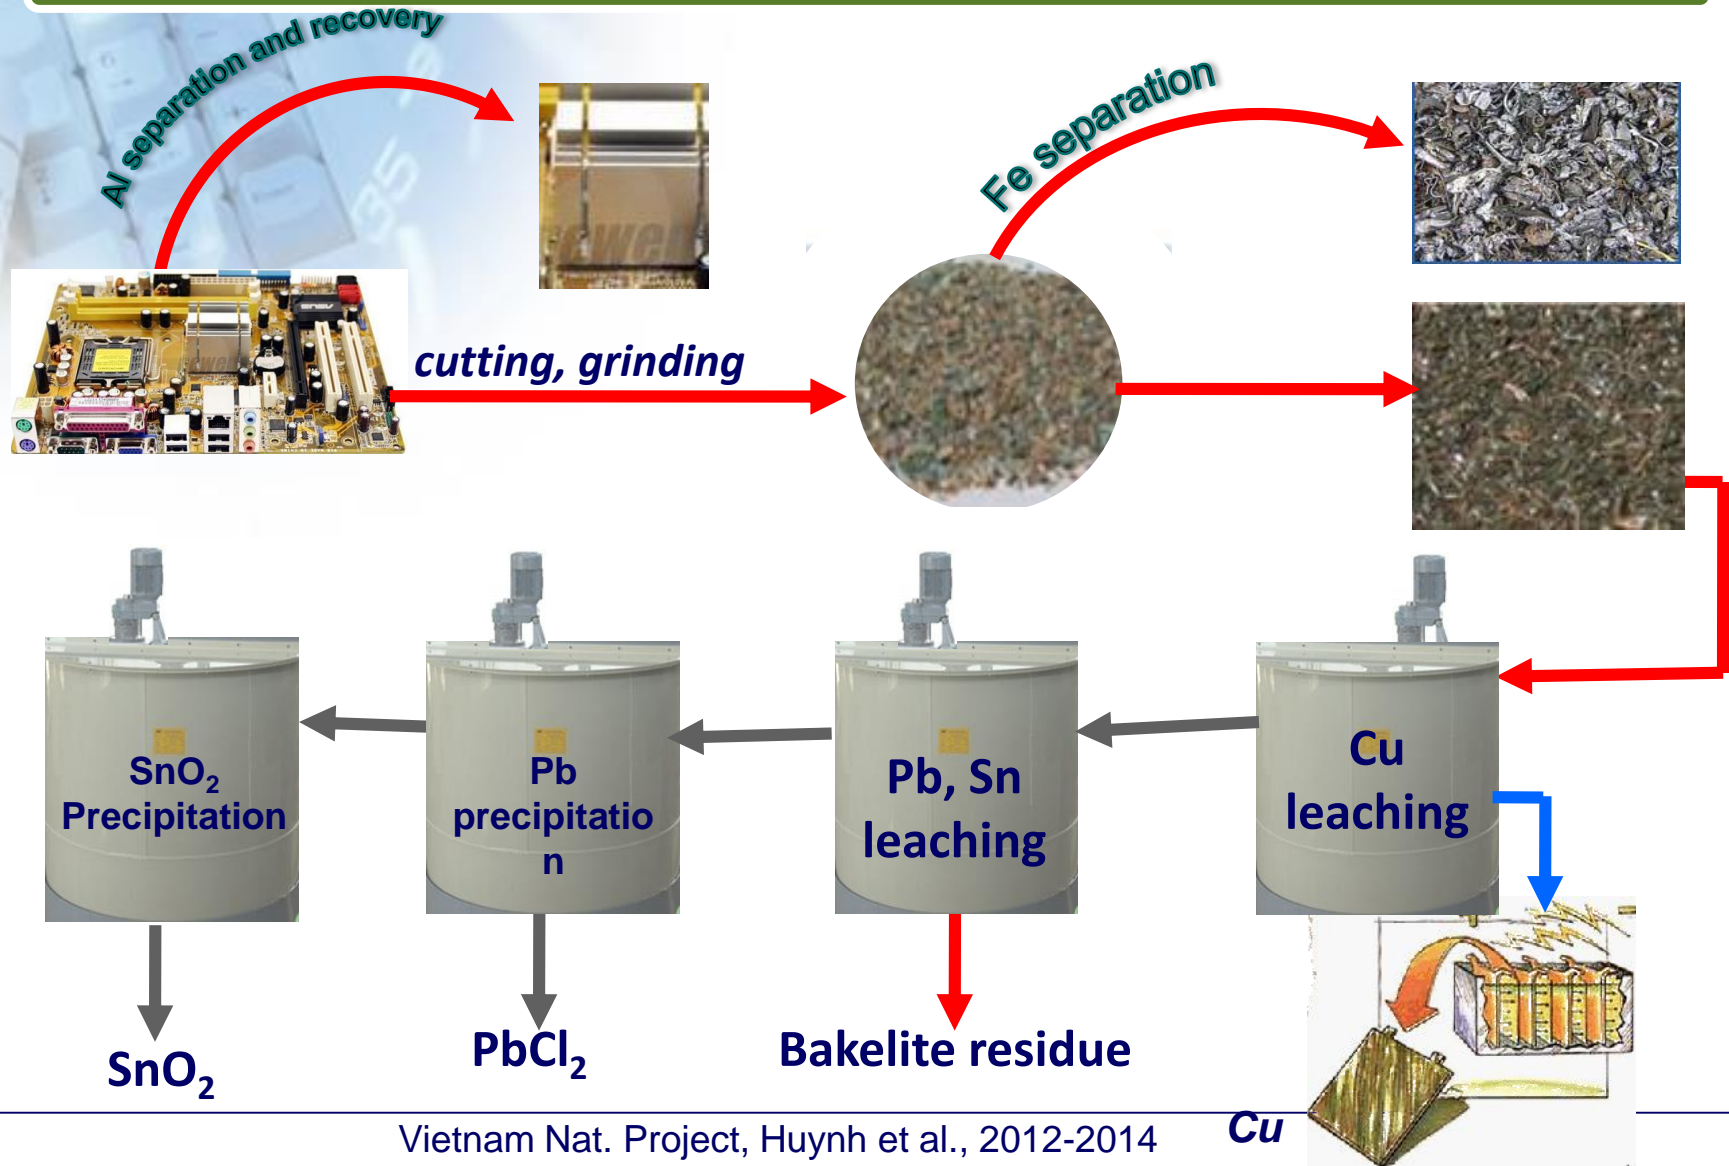 Al separation and recovery
Fe separation
cutting, grinding
SnO₂
Precipitation
Pb
precipitatio
n
Pb, Sn
leaching
Cu
leaching
SnO₂
PbCl₂
Bakelite residue
Cu
Vietnam Nat. Project, Huynh et al., 2012-2014